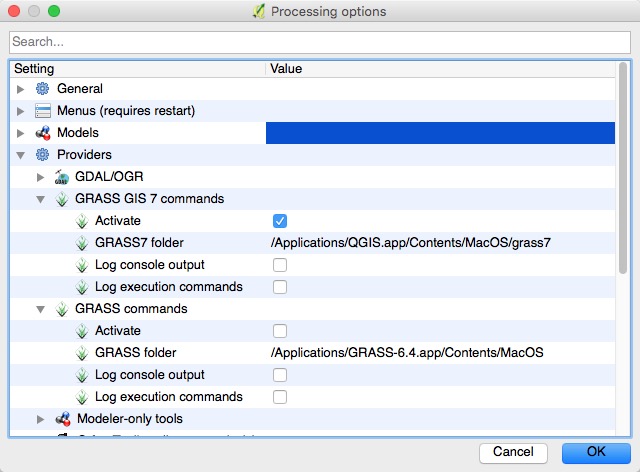 Processing options
Search...
Setting Value
General
Menus (requires restart)
Models
Providers
GDAL/OGR
GRASS GIS 7 commands
Activate
GRASS7 folder /Applications/QGIS.app/Contents/MacOS/grass7
Log console output
Log execution commands
GRASS commands
Activate
GRASS folder /Applications/GRASS-6.4.app/Contents/MacOS
Log console output
Log execution commands
Modeler-only tools
Cancel OK